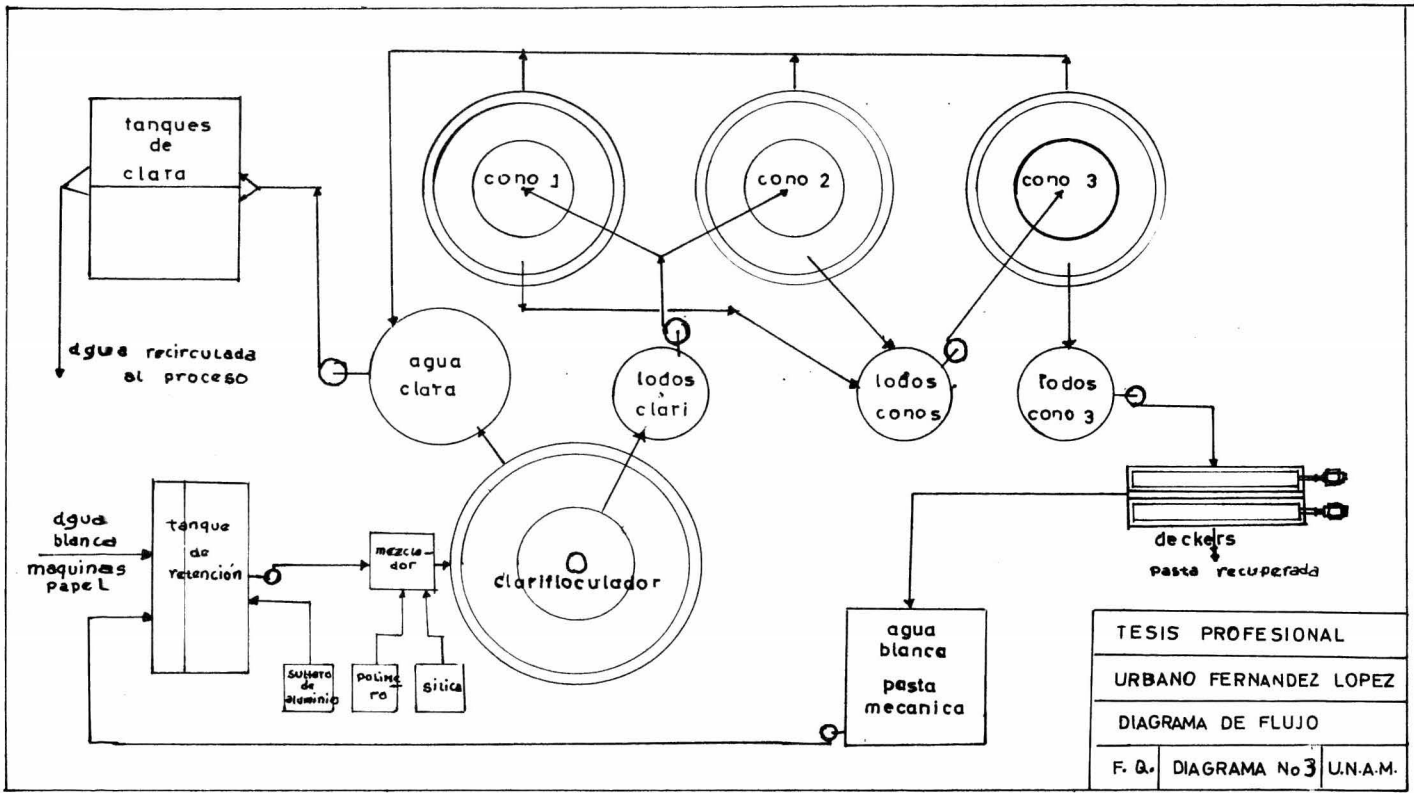 tanques
de
clara
cono 1
cono 2
cono 3
agua recirculada
al proceso
agua
clara
lodos
clari
lodos
conos
lodos
cono 3
agua
blanca
maquinas
papel
tanque
de
retención
mezcla-
dor
clarifloculador
sulfato
de
aluminio
polime-
ro
silica
deckers
pasta recuperada
agua
blanca
pasta
mecanica
TESIS PROFESIONAL
URBANO FERNANDEZ LOPEZ
DIAGRAMA DE FLUJO
F. Q. DIAGRAMA No 3 U.N.A.M.